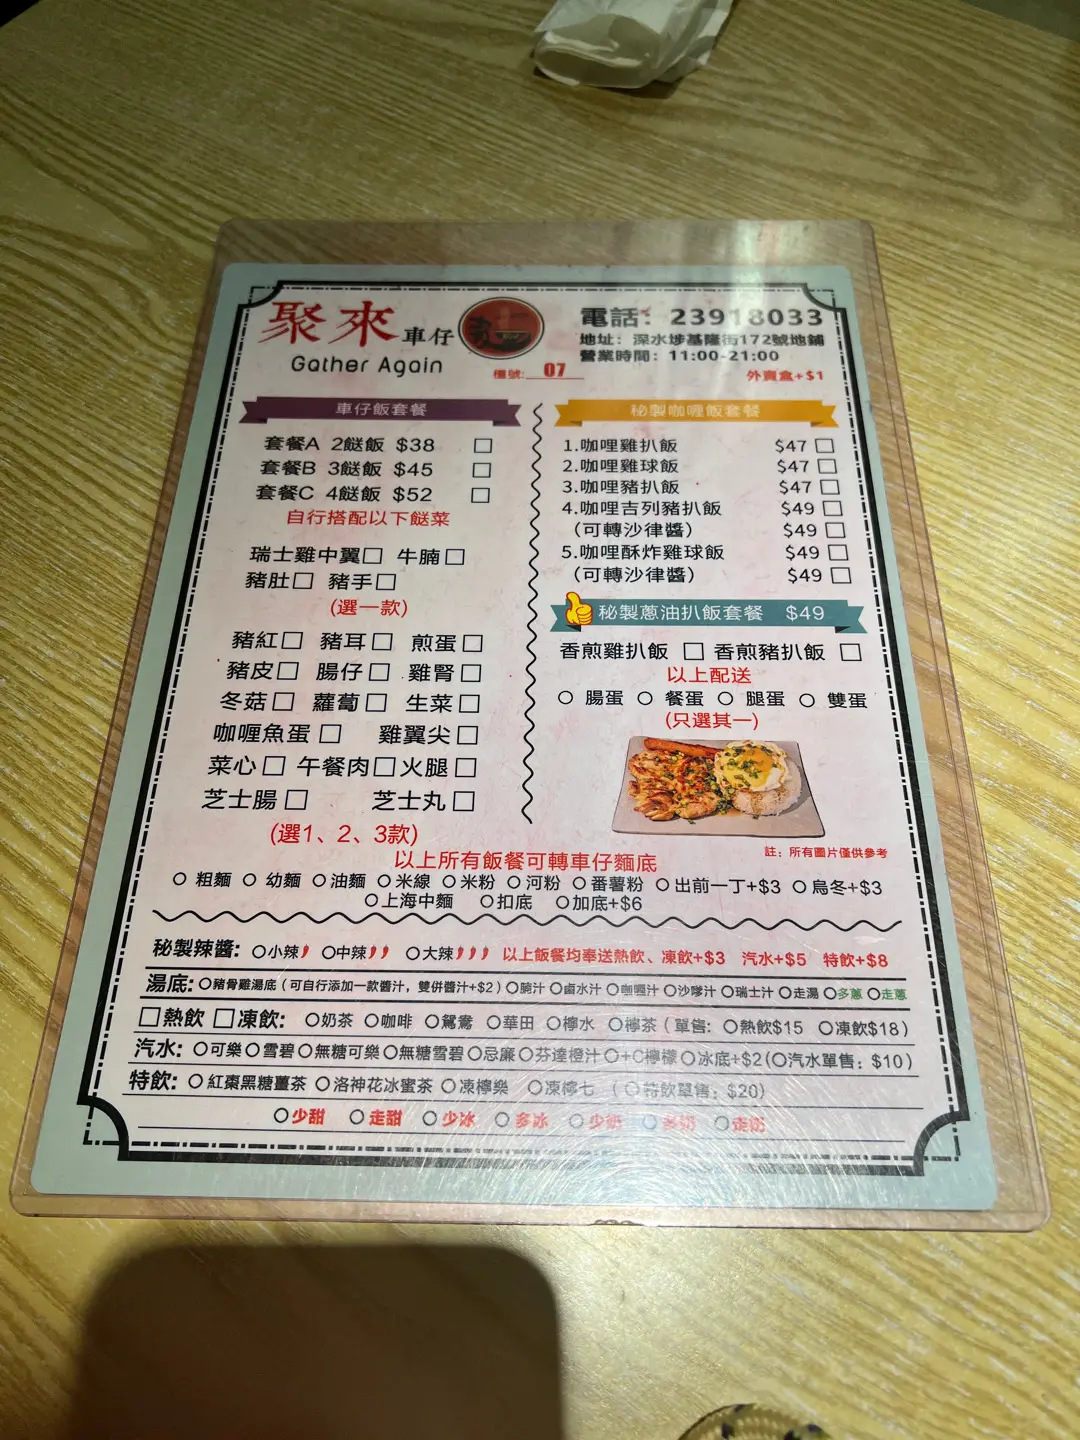 聚來車仔
Gather Again
電話：23918033
地址：深水埗基隆街172號地鋪
營業時間：11:00-21:00
檯號: 07
外賣盒+$1
車仔飯套餐
套餐A 2餸飯 $38
套餐B 3餸飯 $45
套餐C 4餸飯 $52
自行搭配以下餸菜
瑞士雞中翼 牛腩
豬肚 豬手
(選一款)
豬紅 豬耳 煎蛋
豬皮 腸仔 雞腎
冬菇 蘿蔔 生菜
咖喱魚蛋 雞翼尖
菜心 午餐肉 火腿
芝士腸 芝士丸
(選1、2、3款)
秘製咖喱飯套餐
1.咖哩雞扒飯 $47
2.咖哩雞球飯 $47
3.咖哩豬扒飯 $47
4.咖哩吉列豬扒飯 $49
(可轉沙律醬) $49
5.咖哩酥炸雞球飯 $49
(可轉沙律醬) $49
秘製蔥油扒飯套餐 $49
香煎雞扒飯 香煎豬扒飯
以上配送
腸蛋 餐蛋 腿蛋 雙蛋
(只選其一)
註：所有圖片僅供參考
以上所有飯餐可轉車仔麵底
粗麵 幼麵 油麵 米線 米粉 河粉 番薯粉 出前一丁+$3 烏冬+$3
上海中麵 扣底 加底+$6
秘製辣醬: 小辣 中辣 大辣 以上飯餐均奉送熱飲、凍飲+$3 汽水+$5 特飲+$8
湯底: 豬骨雞湯底 (可自行添加一款醬汁，雙併醬汁+$2) 腩汁 鹵水汁 咖喱汁 沙嗲汁 瑞士汁 走湯 多蔥 走蔥
熱飲 凍飲: 奶茶 咖啡 鴛鴦 華田 檸水 檸茶 (單售: 熱飲$15 凍飲$18)
汽水: 可樂 雪碧 無糖可樂 無糖雪碧 忌廉 芬達橙汁 +C檸檬 冰底+$2 (汽水單售: $10)
特飲: 紅棗黑糖薑茶 洛神花冰蜜茶 凍檸樂 凍檸七 (特飲單售: $20)
少甜 走甜 少冰 多冰 少奶 多奶 走奶